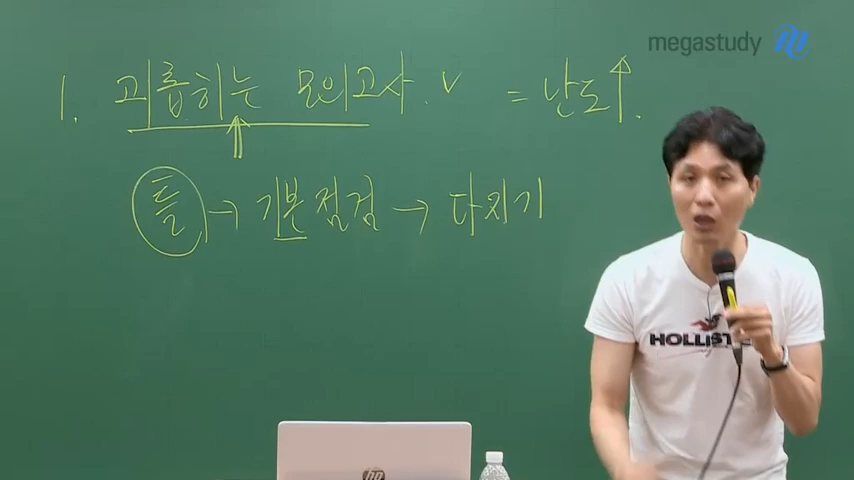 megastudy
1. 괴롭히는 모의고사. ✓ = 난도↑.
틀 → 기본점검 → 다지기
HOLLIST
hp